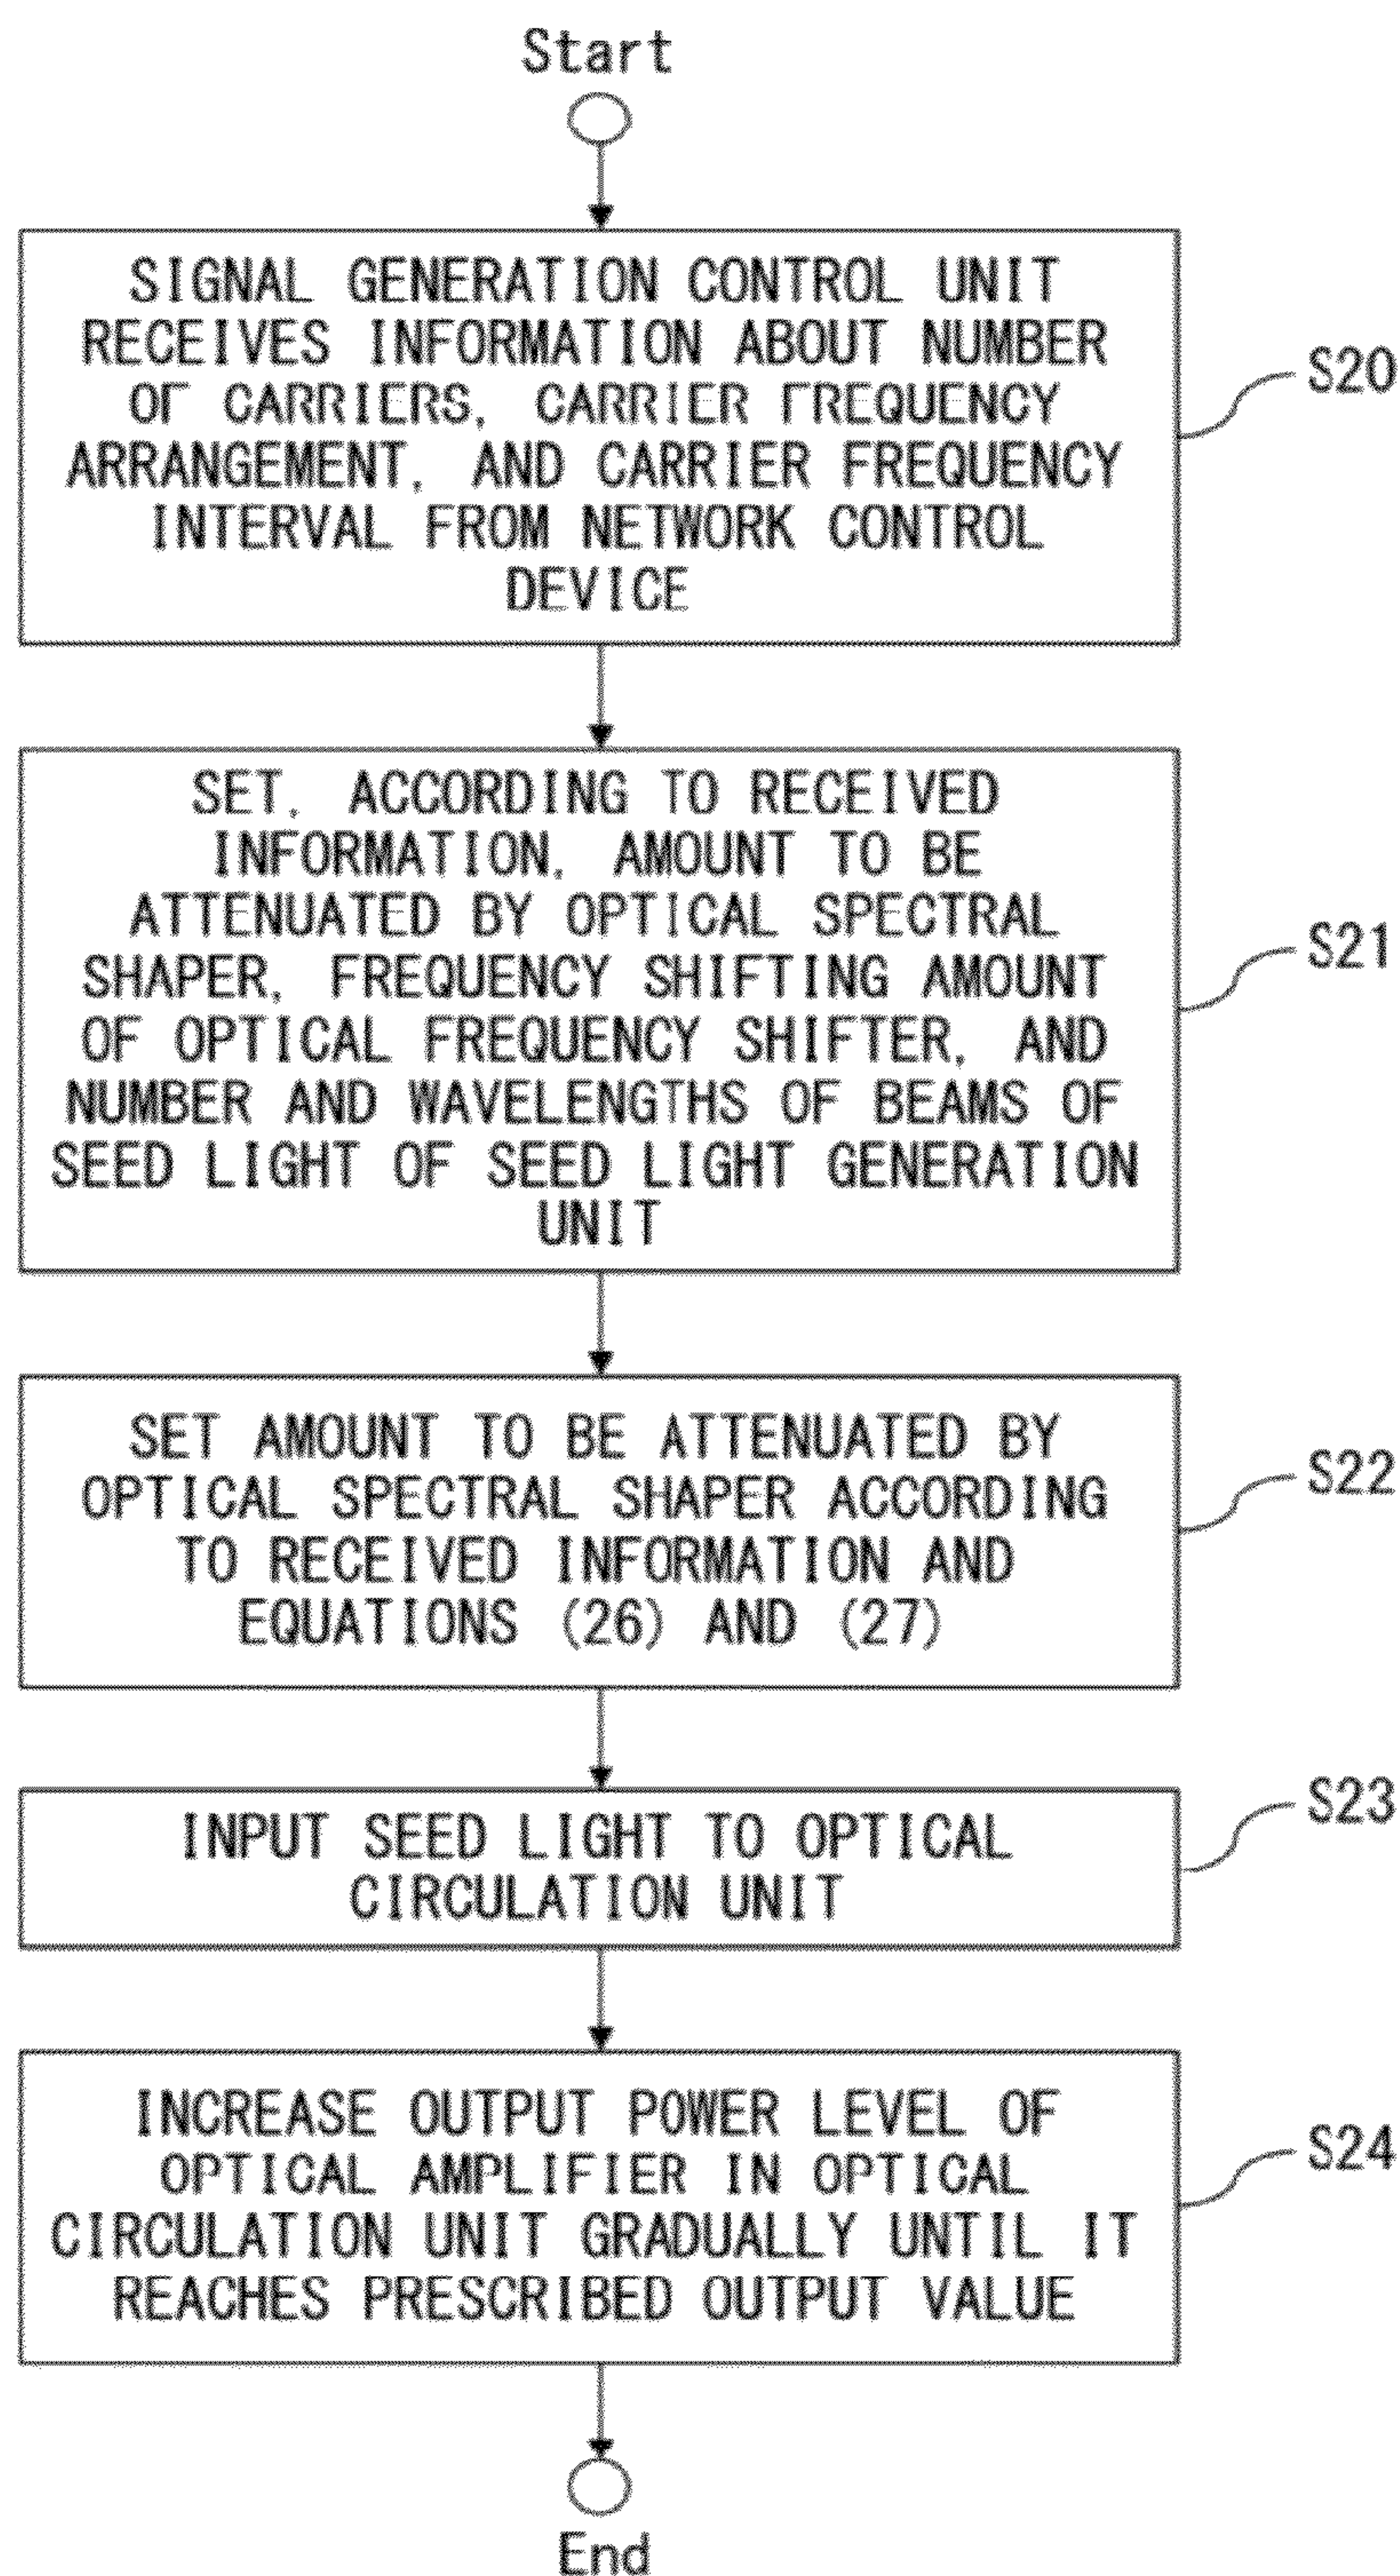 Start
SIGNAL GENERATION CONTROL UNIT
RECEIVES INFORMATION ABOUT NUMBER
OF CARRIERS, CARRIER FREQUENCY
ARRANGEMENT, AND CARRIER FREQUENCY
INTERVAL FROM NETWORK CONTROL
DEVICE
S20
SET, ACCORDING TO RECEIVED
INFORMATION, AMOUNT TO BE
ATTENUATED BY OPTICAL SPECTRAL
SHAPER, FREQUENCY SHIFTING AMOUNT
OF OPTICAL FREQUENCY SHIFTER, AND
NUMBER AND WAVELENGTHS OF BEAMS OF
SEED LIGHT OF SEED LIGHT GENERATION
UNIT
S21
SET AMOUNT TO BE ATTENUATED BY
OPTICAL SPECTRAL SHAPER ACCORDING
TO RECEIVED INFORMATION AND
EQUATIONS (26) AND (27)
S22
INPUT SEED LIGHT TO OPTICAL
CIRCULATION UNIT
S23
INCREASE OUTPUT POWER LEVEL OF
OPTICAL AMPLIFIER IN OPTICAL
CIRCULATION UNIT GRADUALLY UNTIL IT
REACHES PRESCRIBED OUTPUT VALUE
S24
End